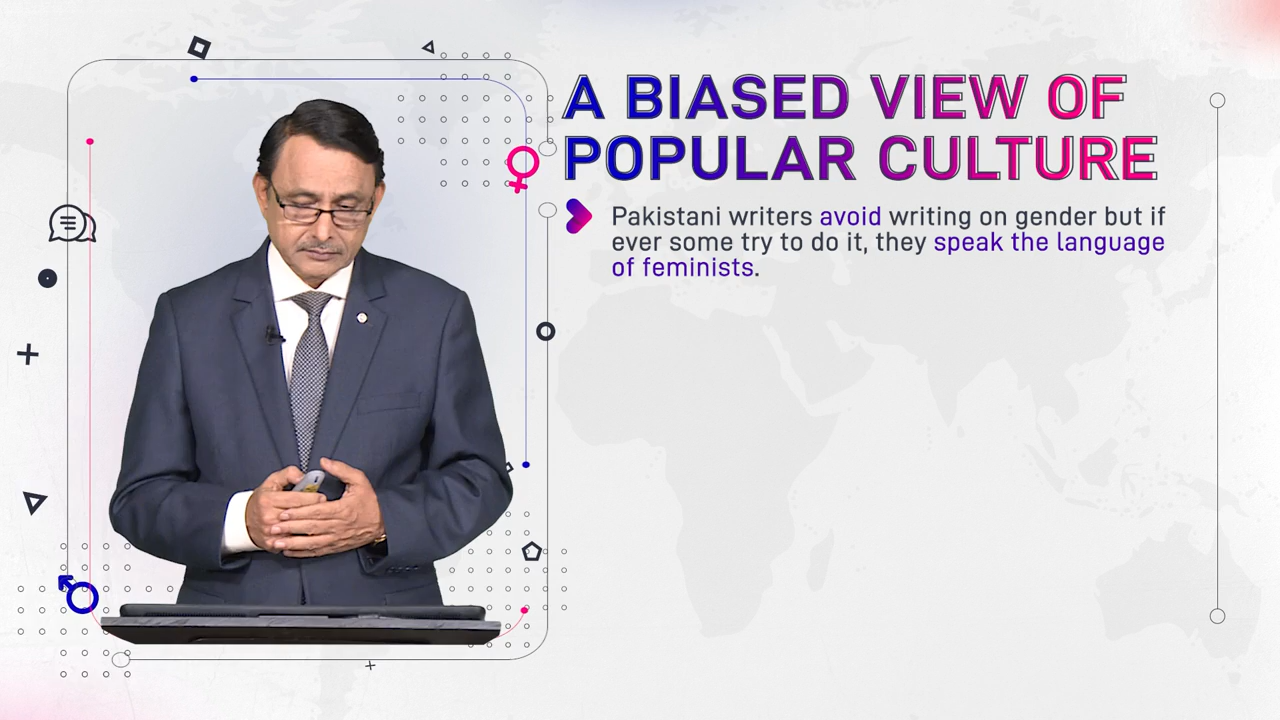 A BIASED VIEW OF
POPULAR CULTURE
Pakistani writers avoid writing on gender but if
ever some try to do it, they speak the language
of feminists.